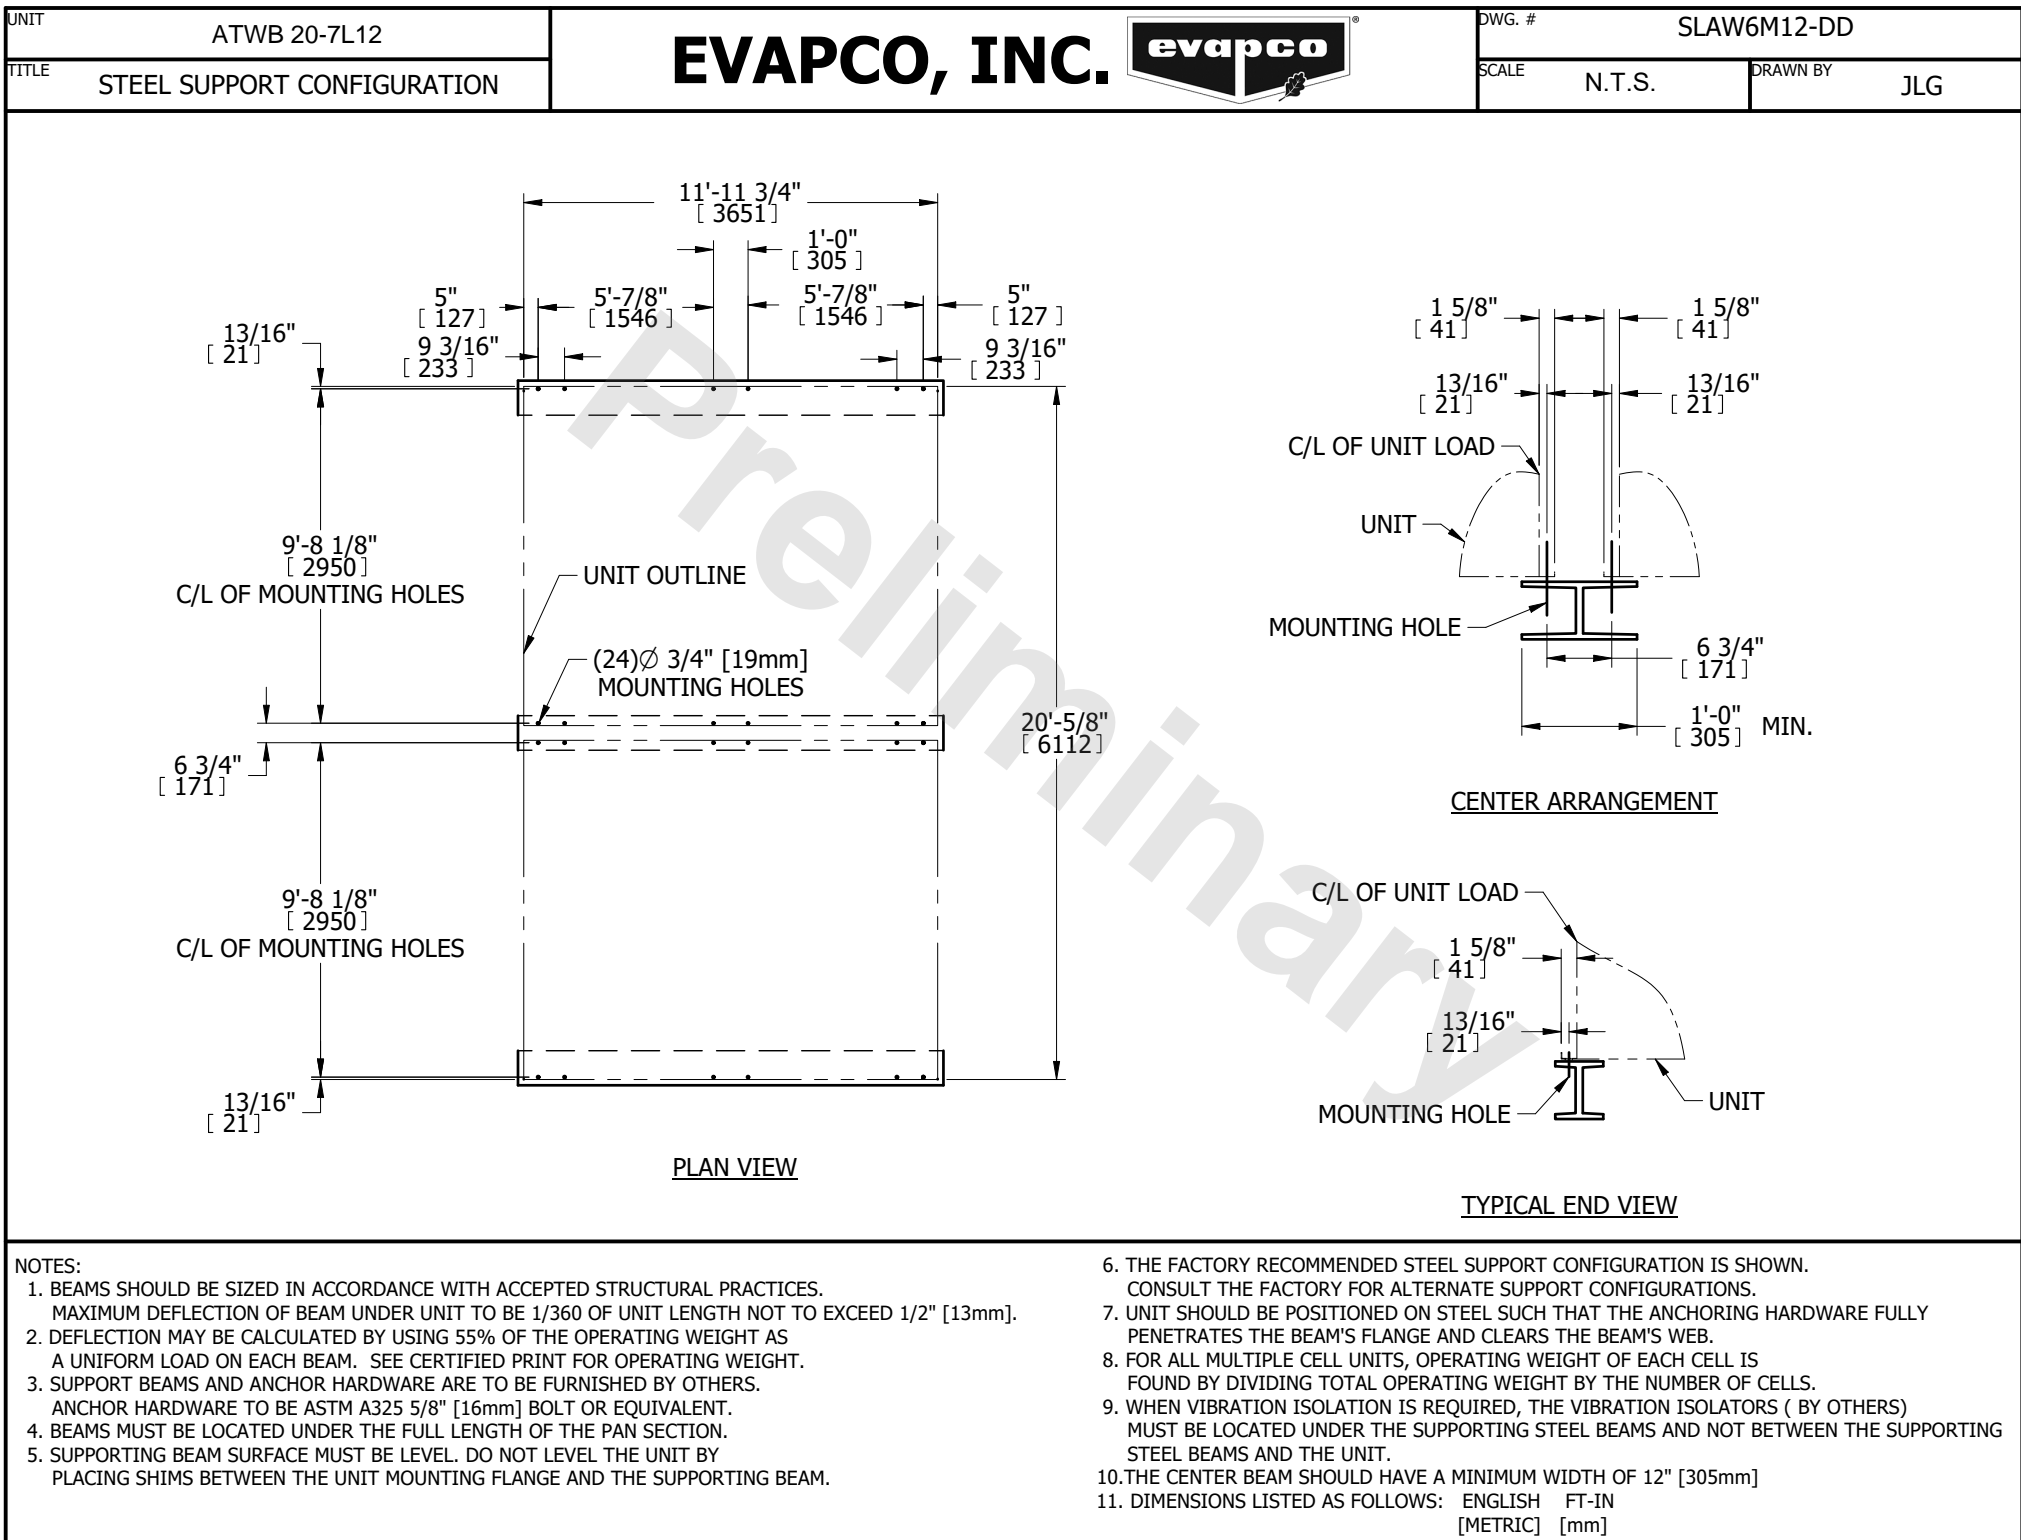 UNIT
ATWB 20-7L12
TITLE
STEEL SUPPORT CONFIGURATION
EVAPCO, INC.
evapco
®
DWG. #
SLAW6M12-DD
SCALE
N.T.S.
DRAWN BY
JLG
11'-11 3/4"
[ 3651]
1'-0"
[ 305 ]
5"
[ 127]
5'-7/8"
[ 1546 ]
5'-7/8"
[ 1546 ]
5"
[ 127 ]
13/16"
[ 21]
9 3/16"
[ 233 ]
9 3/16"
[ 233 ]
9'-8 1/8"
[ 2950]
C/L OF MOUNTING HOLES
UNIT OUTLINE
(24)Ø 3/4" [19mm]
MOUNTING HOLES
20'-5/8"
[ 6112]
6 3/4"
[ 171]
9'-8 1/8"
[ 2950]
C/L OF MOUNTING HOLES
13/16"
[ 21]
PLAN VIEW
Preliminary
1 5/8"
[ 41]
1 5/8"
[ 41]
13/16"
[ 21]
13/16"
[ 21]
C/L OF UNIT LOAD
UNIT
MOUNTING HOLE
6 3/4"
[ 171]
1'-0"
[ 305]
MIN.
CENTER ARRANGEMENT
C/L OF UNIT LOAD
1 5/8"
[ 41]
13/16"
[ 21]
MOUNTING HOLE
UNIT
TYPICAL END VIEW
NOTES:
1. BEAMS SHOULD BE SIZED IN ACCORDANCE WITH ACCEPTED STRUCTURAL PRACTICES.
MAXIMUM DEFLECTION OF BEAM UNDER UNIT TO BE 1/360 OF UNIT LENGTH NOT TO EXCEED 1/2" [13mm].
2. DEFLECTION MAY BE CALCULATED BY USING 55% OF THE OPERATING WEIGHT AS
A UNIFORM LOAD ON EACH BEAM. SEE CERTIFIED PRINT FOR OPERATING WEIGHT.
3. SUPPORT BEAMS AND ANCHOR HARDWARE ARE TO BE FURNISHED BY OTHERS.
ANCHOR HARDWARE TO BE ASTM A325 5/8" [16mm] BOLT OR EQUIVALENT.
4. BEAMS MUST BE LOCATED UNDER THE FULL LENGTH OF THE PAN SECTION.
5. SUPPORTING BEAM SURFACE MUST BE LEVEL. DO NOT LEVEL THE UNIT BY
PLACING SHIMS BETWEEN THE UNIT MOUNTING FLANGE AND THE SUPPORTING BEAM.
6. THE FACTORY RECOMMENDED STEEL SUPPORT CONFIGURATION IS SHOWN.
CONSULT THE FACTORY FOR ALTERNATE SUPPORT CONFIGURATIONS.
7. UNIT SHOULD BE POSITIONED ON STEEL SUCH THAT THE ANCHORING HARDWARE FULLY
PENETRATES THE BEAM'S FLANGE AND CLEARS THE BEAM'S WEB.
8. FOR ALL MULTIPLE CELL UNITS, OPERATING WEIGHT OF EACH CELL IS
FOUND BY DIVIDING TOTAL OPERATING WEIGHT BY THE NUMBER OF CELLS.
9. WHEN VIBRATION ISOLATION IS REQUIRED, THE VIBRATION ISOLATORS ( BY OTHERS)
MUST BE LOCATED UNDER THE SUPPORTING STEEL BEAMS AND NOT BETWEEN THE SUPPORTING
STEEL BEAMS AND THE UNIT.
10.THE CENTER BEAM SHOULD HAVE A MINIMUM WIDTH OF 12" [305mm]
11. DIMENSIONS LISTED AS FOLLOWS: ENGLISH FT-IN
[METRIC] [mm]